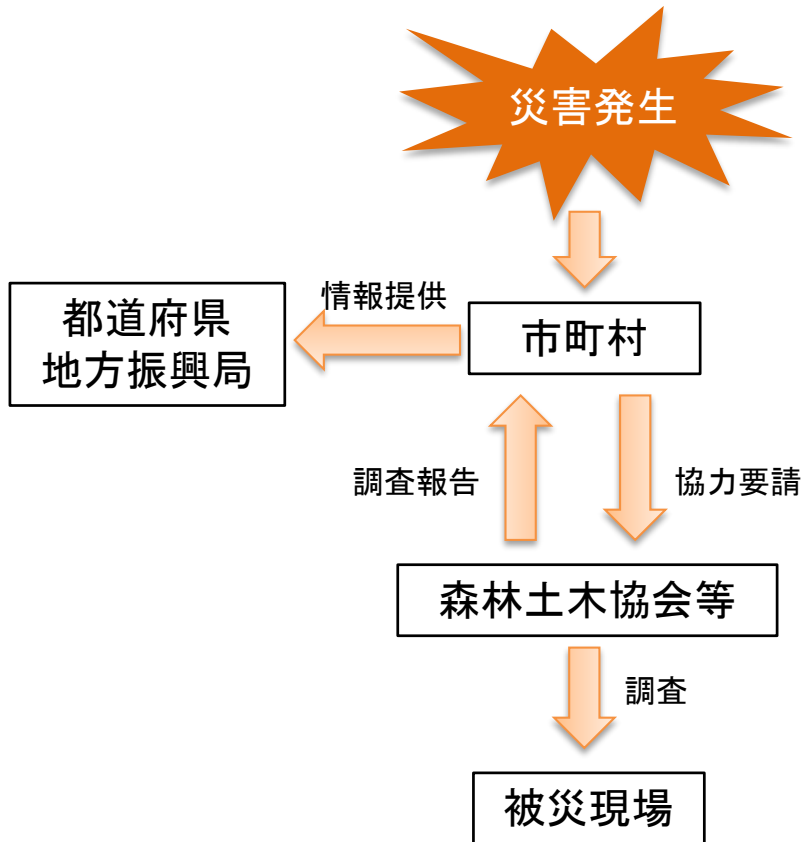 災害発生
情報提供
都道府県
地方振興局
市町村
調査報告
協力要請
森林土木協会等
調査
被災現場